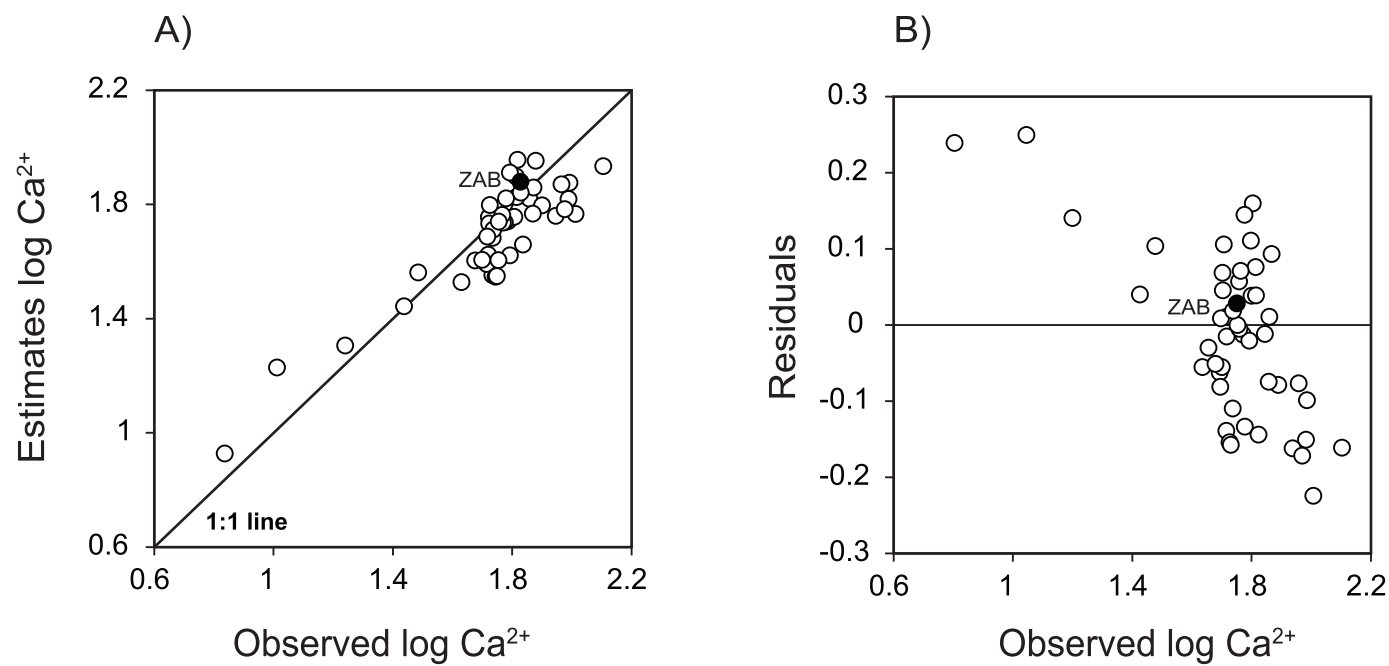 A)
2.2
1.8
1.4
1
0.6
0.6 1 1.4 1.8 2.2
Estimates log Ca²⁺
ZAB
1:1 line
Observed log Ca²⁺
B)
0.3
0.2
0.1
0
-0.1
-0.2
-0.3
0.6 1 1.4 1.8 2.2
Residuals
ZAB
Observed log Ca²⁺